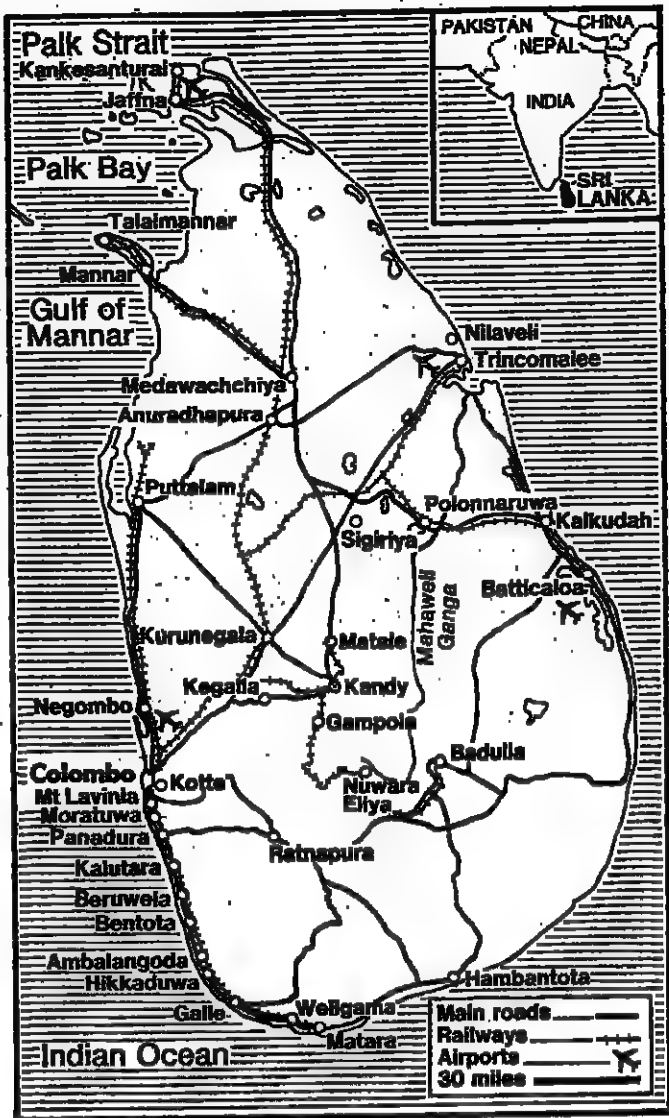 Palk Strait
Kankesanturai
Jaffna
Palk Bay
Talaimannar
Mannar
Gulf of
Mannar
PAKISTAN
CHINA
NEPAL
INDIA
SRI
LANKA
Nilaveli
Trincomalee
Medawachchiya
Anuradhapura
Puttalam
Polonnaruwa
Kalkudah
Sigiriya
Batticaloa
Mahaweli
Ganga
Kurunegala
Matale
Kegalla
Kandy
Negombo
Gampola
Badulla
Colombo
Kotte
Nuwara
Eliya
Mt Lavinia
Moratuwa
Panadura
Ratnapura
Kalutara
Beruwela
Bentota
Ambalangoda
Hikkaduwa
Hambantota
Galle
Weligama
Matara
Indian Ocean
Main roads
Railways
Airports
30 miles